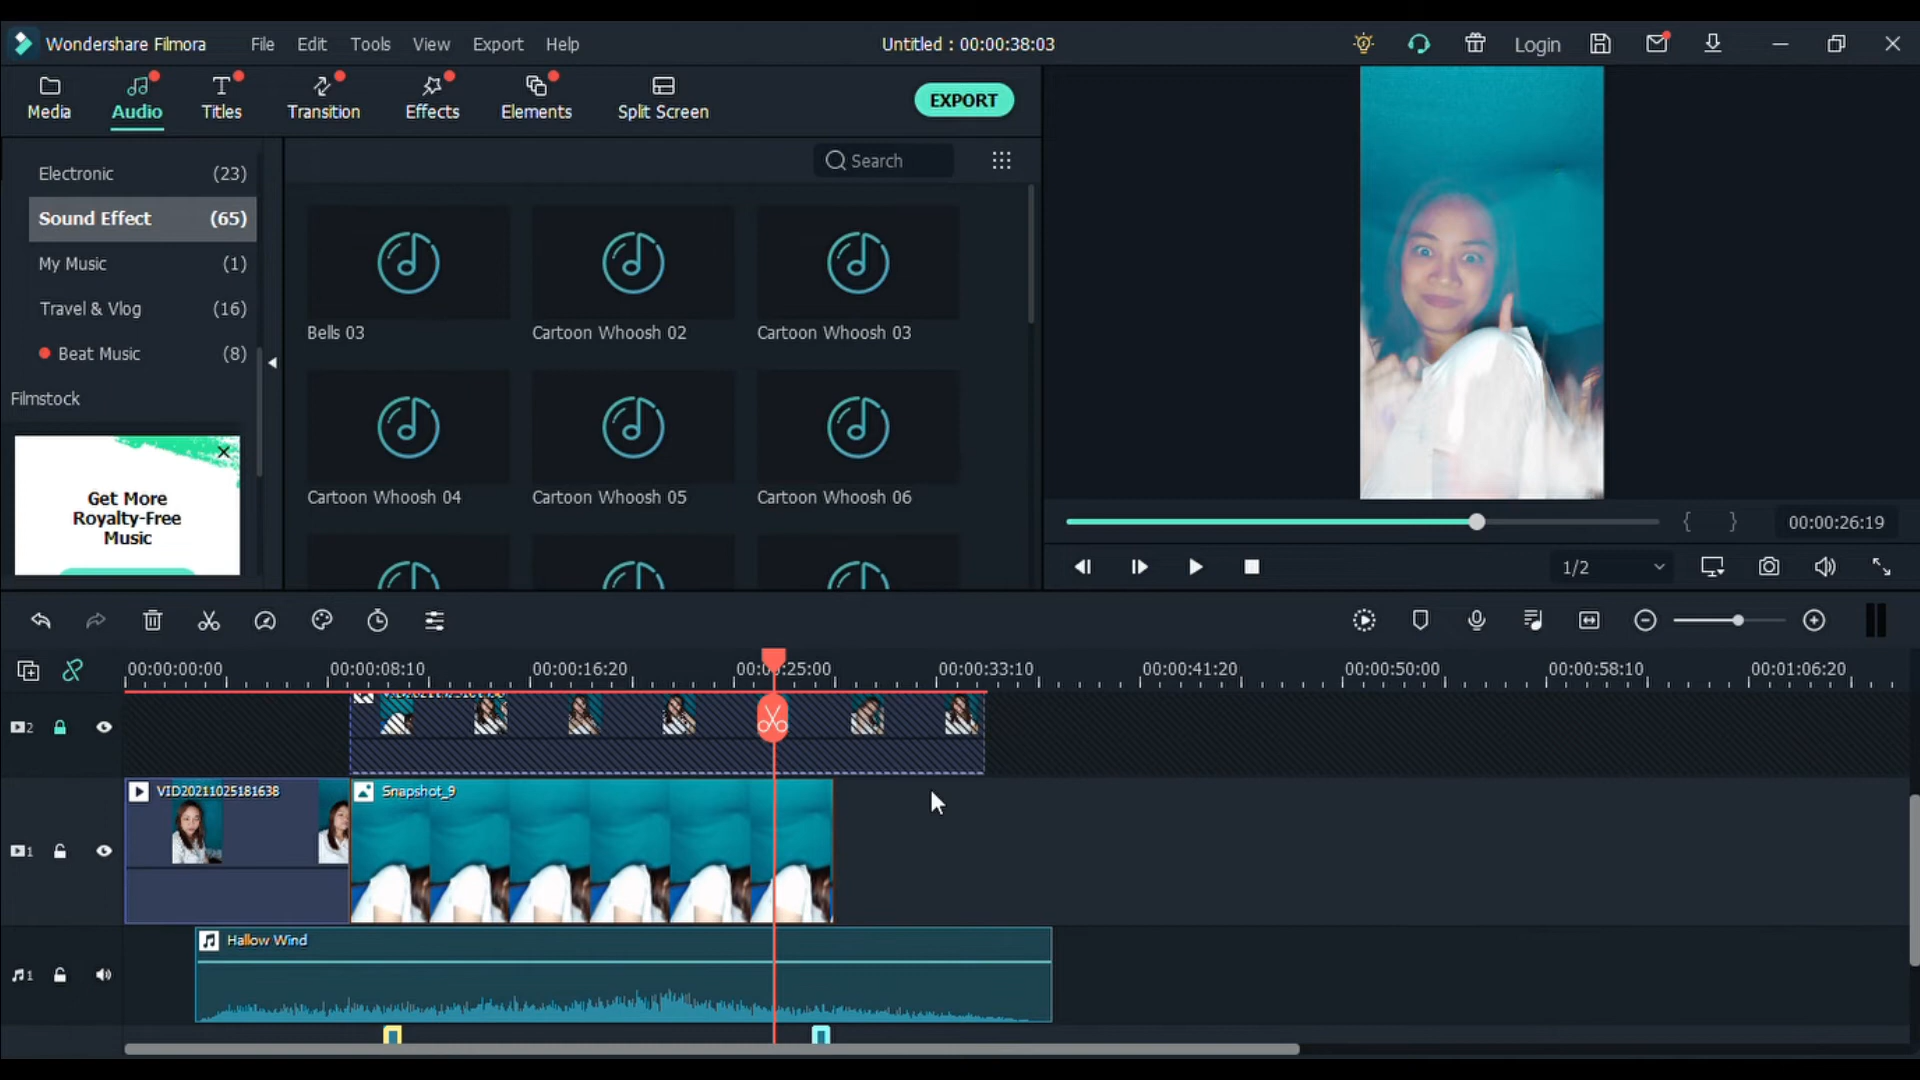 Wondershare Filmora File Edit Tools View Export Help Untitled : 00:00:38:03 Login
Media Audio Titles Transition Effects Elements Split Screen EXPORT
Electronic (23)
Sound Effect (65)
My Music (1)
Travel & Vlog (16)
Beat Music (8)
Filmstock
Get More
Royalty-Free
Music
Search
Bells 03 Cartoon Whoosh 02 Cartoon Whoosh 03
Cartoon Whoosh 04 Cartoon Whoosh 05 Cartoon Whoosh 06
{ } 00:00:26:19
1/2
00:00:00:00 00:00:08:10 00:00:16:20 00:00:25:00 00:00:33:10 00:00:41:20 00:00:50:00 00:00:58:10 00:01:06:20
2
VID20211025181638 Snapshot_9
1
Hallow Wind
1